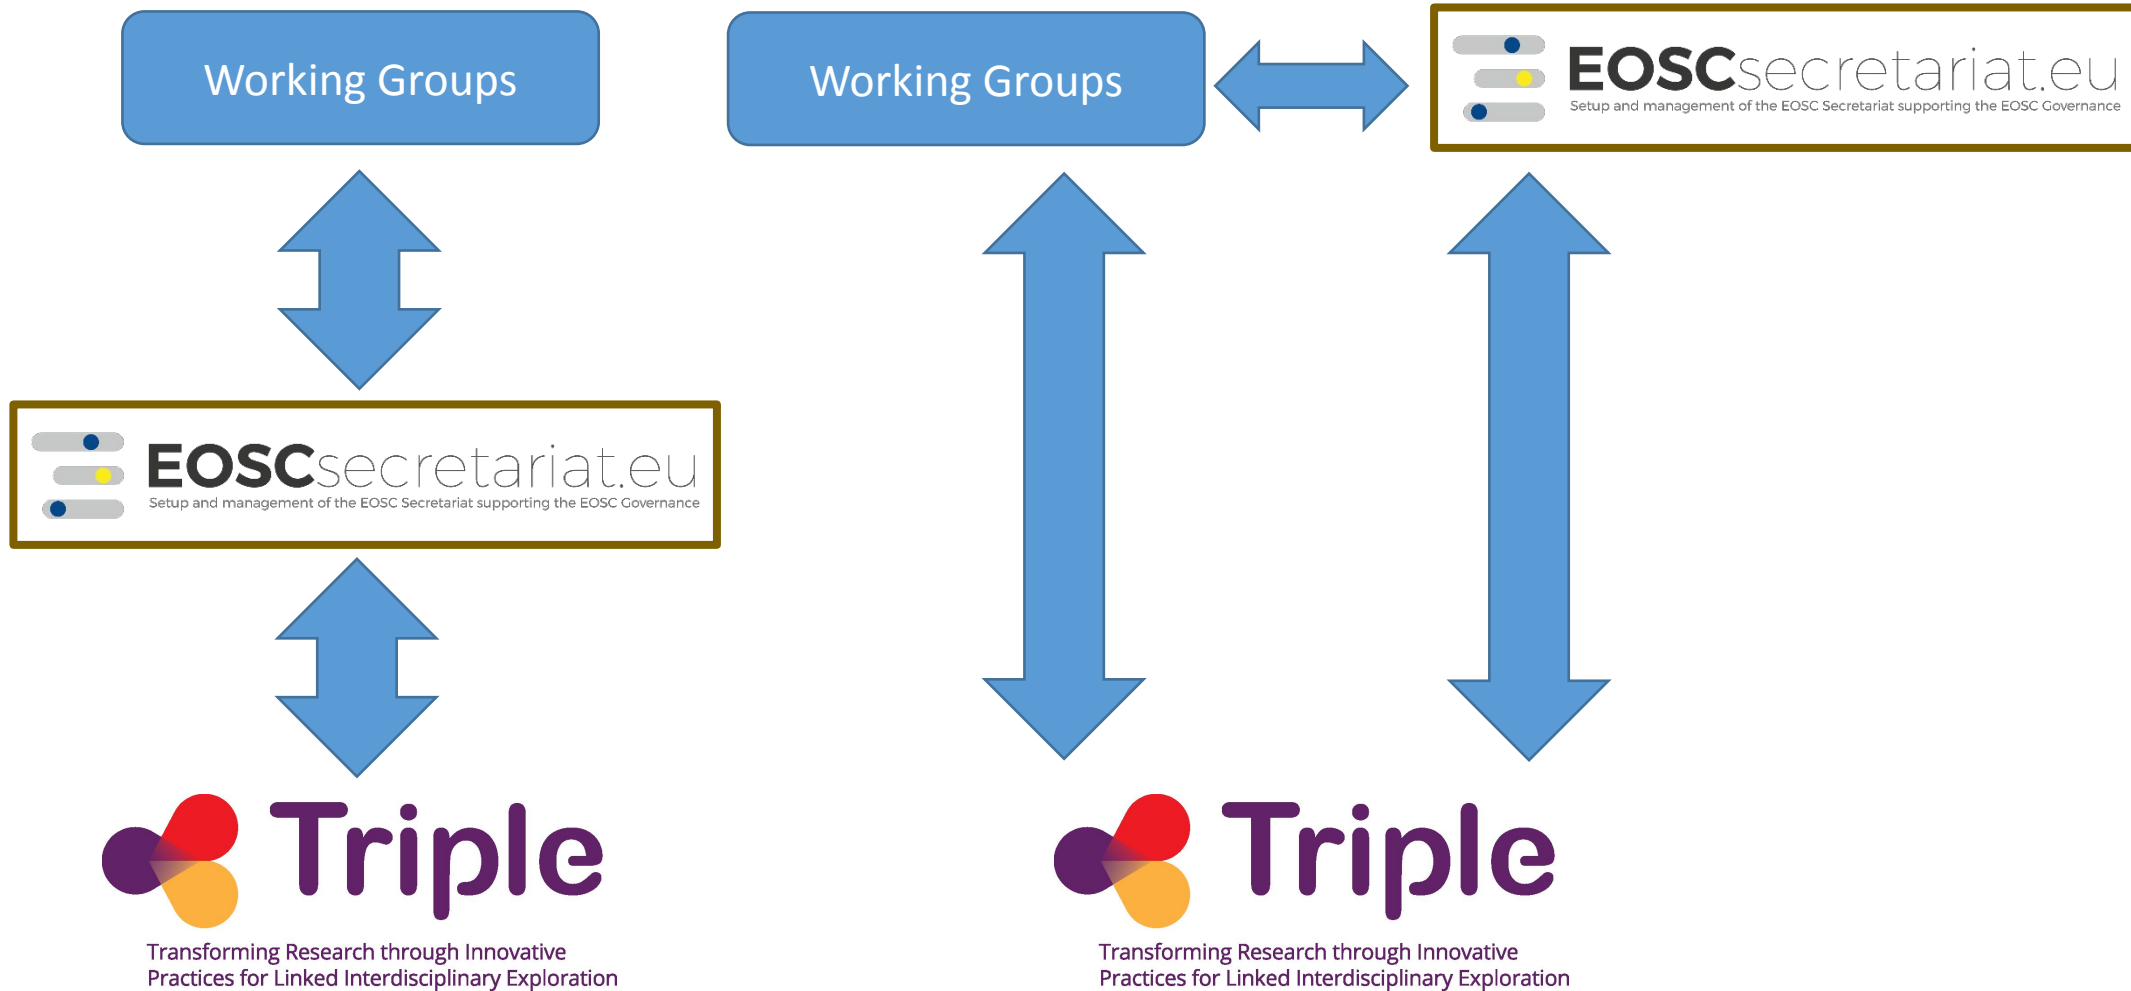 Working Groups
EOSCsecretariat.eu
Setup and management of the EOSC Secretariat supporting the EOSC Governance
Triple
Transforming Research through Innovative
Practices for Linked Interdisciplinary Exploration
Working Groups
EOSCsecretariat.eu
Setup and management of the EOSC Secretariat supporting the EOSC Governance
Triple
Transforming Research through Innovative
Practices for Linked Interdisciplinary Exploration